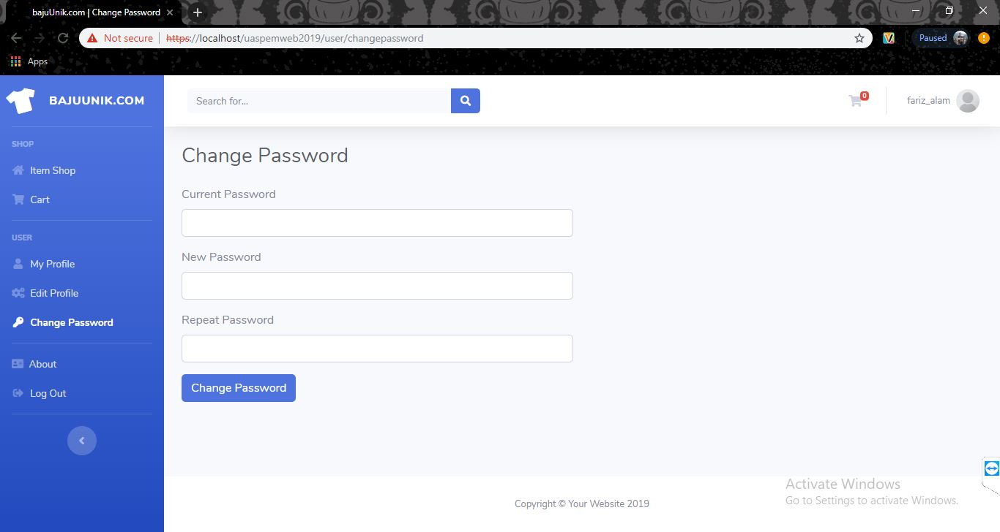 bajuUnik.com | Change Password
Not secure | https://localhost/uaspemweb2019/user/changepassword
Paused
Apps
BAJUUNIK.COM
Search for...
0
fariz_alam
SHOP
Item Shop
Cart
USER
My Profile
Edit Profile
Change Password
About
Log Out
Change Password
Current Password
New Password
Repeat Password
Change Password
Copyright © Your Website 2019
Activate Windows
Go to Settings to activate Windows.